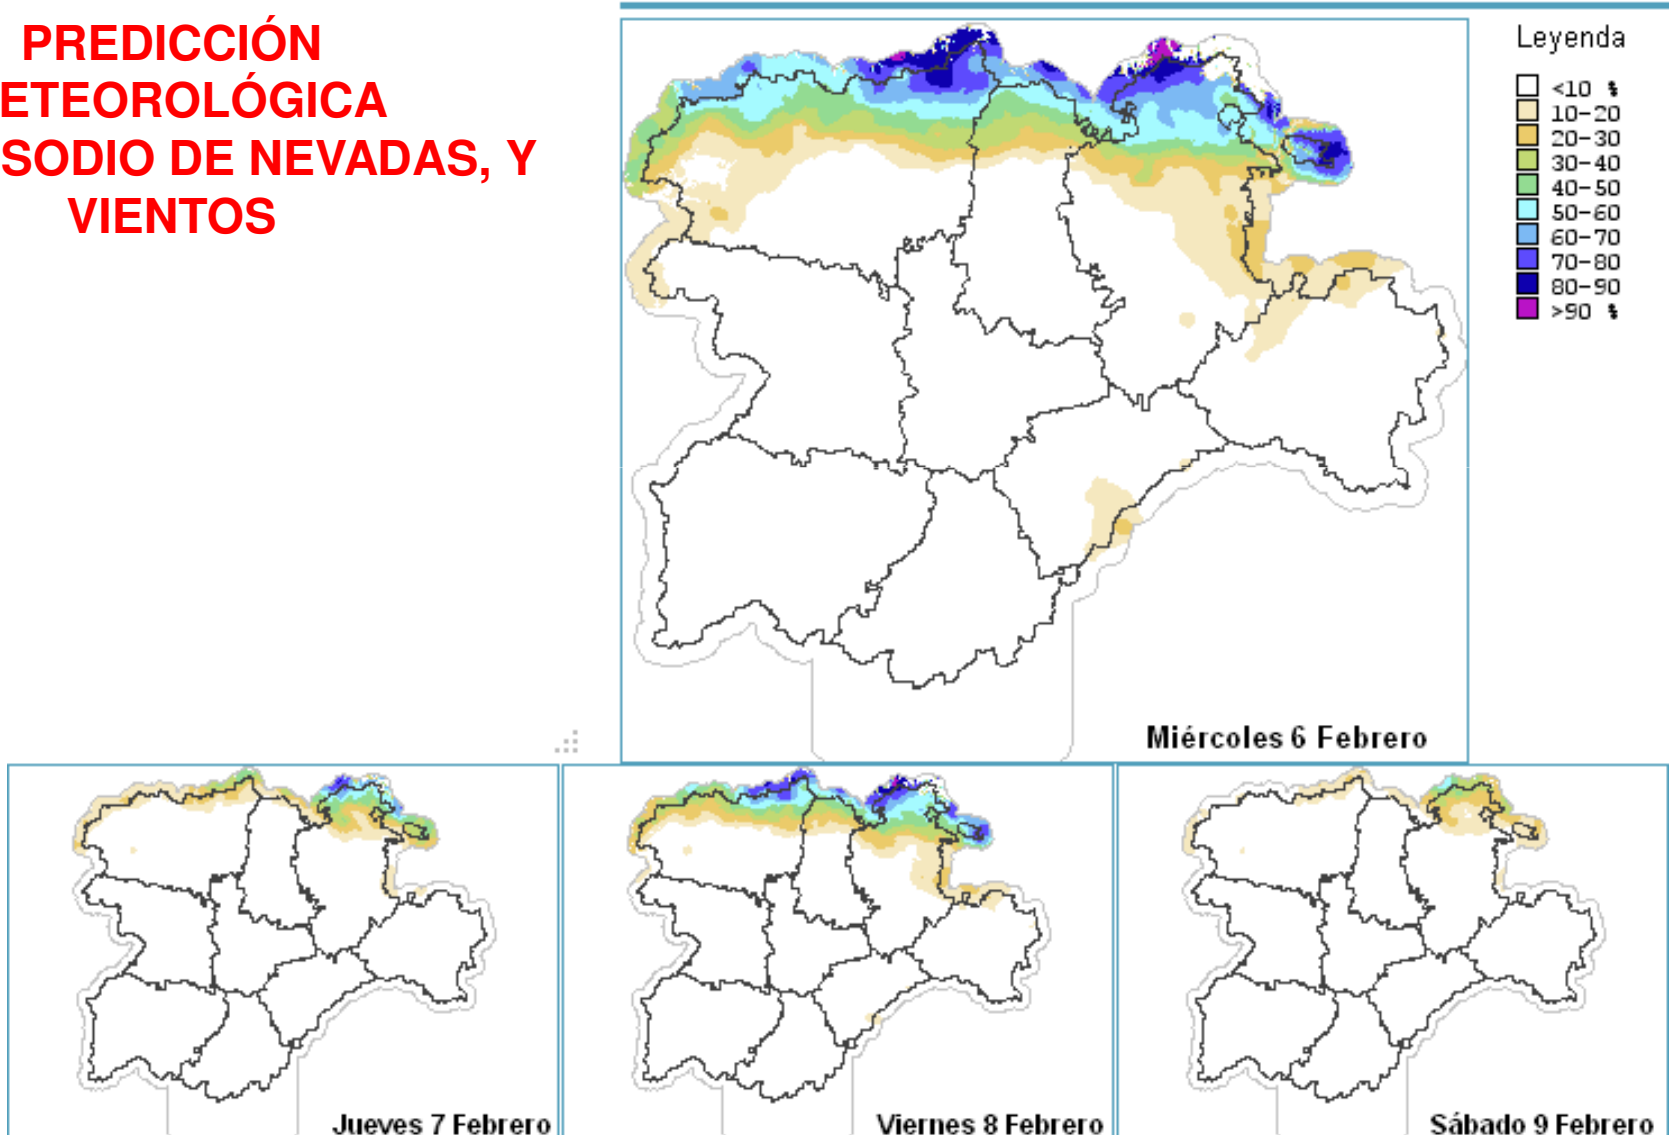 PREDICCIÓN
ETEOROLÓGICA
SODIO DE NEVADAS, Y
VIENTOS
Leyenda
<10 %
10-20
20-30
30-40
40-50
50-60
60-70
70-80
80-90
>90 %
Miércoles 6 Febrero
Jueves 7 Febrero
Viernes 8 Febrero
Sábado 9 Febrero